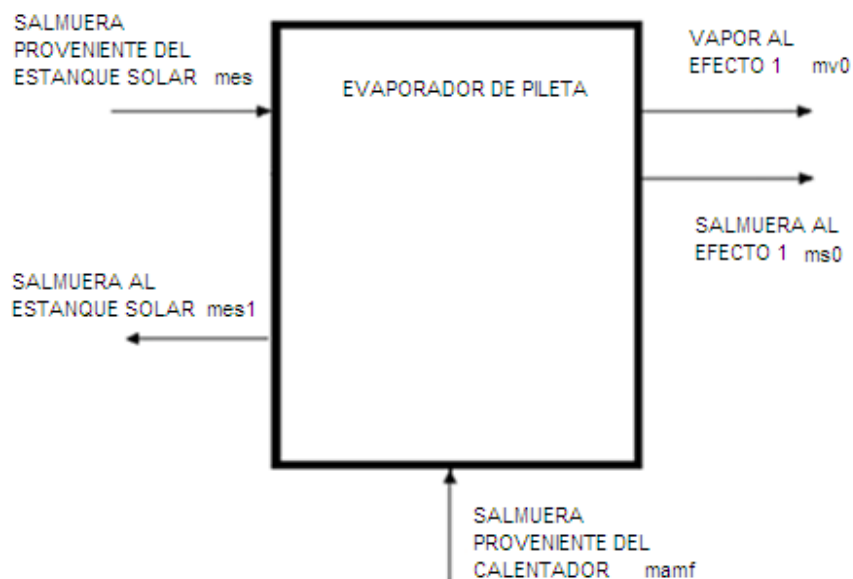 SALMUERA
PROVENIENTE DEL
ESTANQUE SOLAR mes
EVAPORADOR DE PILETA
VAPOR AL
EFECTO 1 mv0
SALMUERA AL
EFECTO 1 ms0
SALMUERA AL
ESTANQUE SOLAR mes1
SALMUERA
PROVENIENTE DEL
CALENTADOR mamf